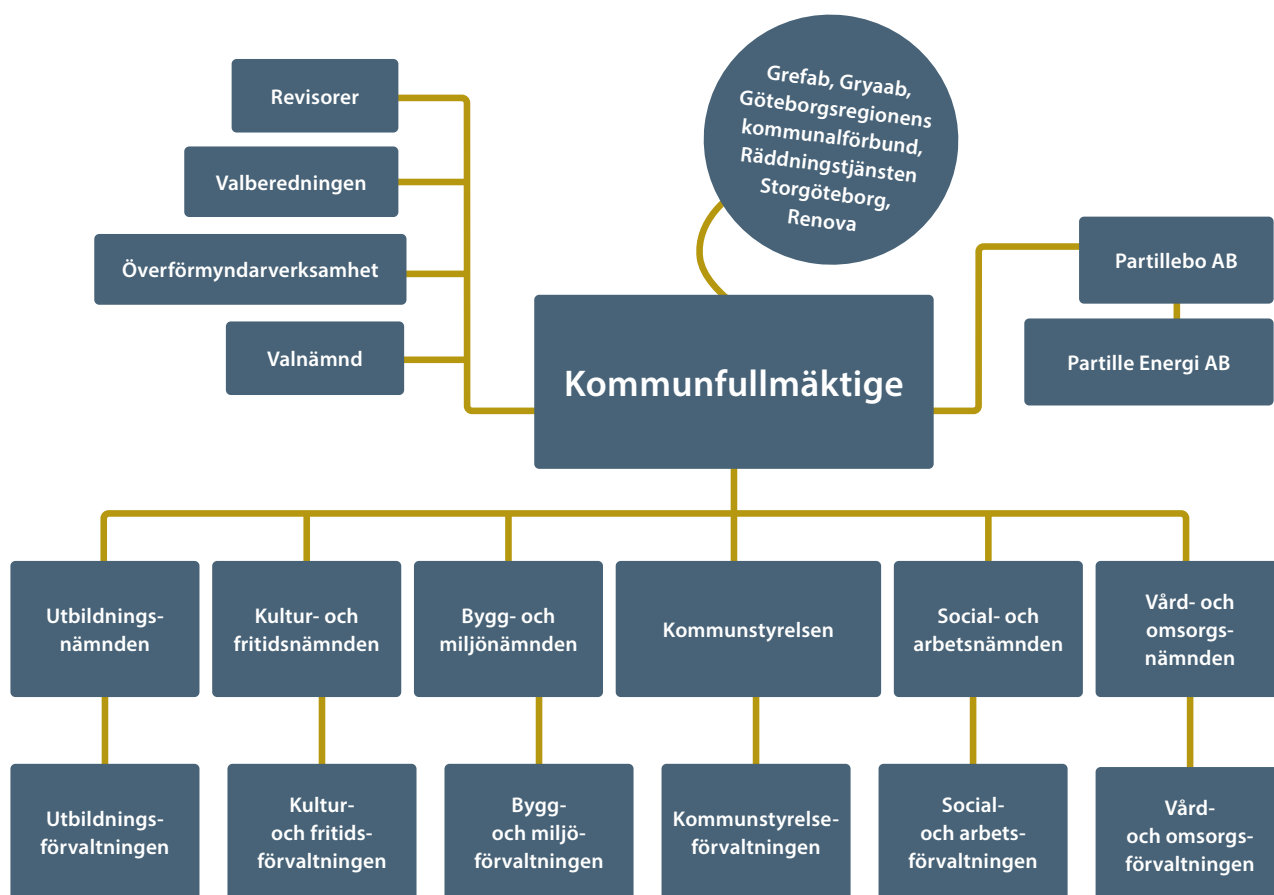 Grefab, Gryaab,
Göteborgsregionens
kommunalförbund,
Räddningstjänsten
Storgöteborg,
Renova
Revisorer
Valberedningen
Överförmyndarverksamhet
Valnämnd
Kommunfullmäktige
Partillebo AB
Partille Energi AB
Utbildnings-
nämnden
Kultur- och
fritidsnämnden
Bygg- och
miljönämnden
Kommunstyrelsen
Social- och
arbetsnämnden
Vård- och
omsorgs-
nämnden
Utbildnings-
förvaltningen
Kultur-
och fritids-
förvaltningen
Bygg-
och miljö-
förvaltningen
Kommunstyrelse-
förvaltningen
Social-
och arbets-
förvaltningen
Vård-
och omsorgs-
förvaltningen